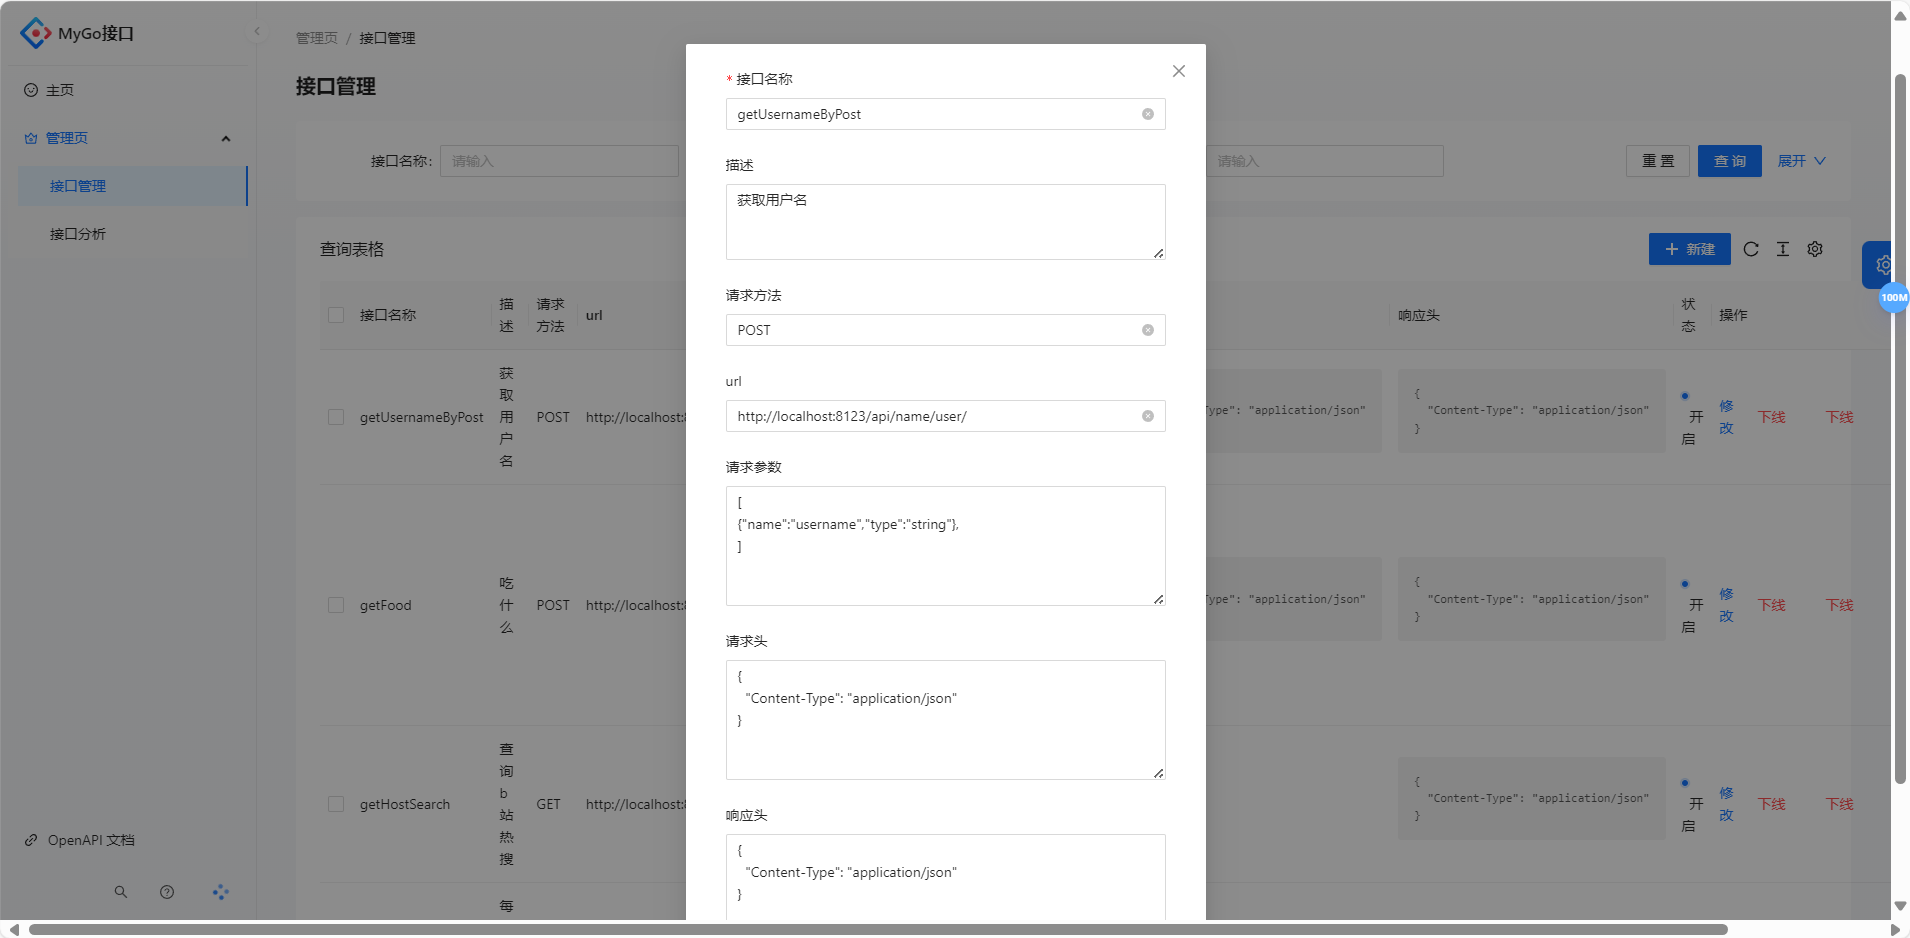 MyGo接口
主页
管理页
接口管理
接口分析
OpenAPI 文档
管理页 / 接口管理
接口管理
接口名称:
请输入
请输入
重 置
查 询
展开
查询表格
新建
100M
接口名称
描述
请求方法
url
响应头
状态
操作
getUsernameByPost
获取用户名
POST
http://localhost:8
Type": "application/json"
{
"Content-Type": "application/json"
}
开启
修改
下线
下线
getFood
吃什么
POST
http://localhost:8
Type": "application/json"
{
"Content-Type": "application/json"
}
开启
修改
下线
下线
getHostSearch
查询b站热搜
GET
http://localhost:8
{
"Content-Type": "application/json"
}
开启
修改
下线
下线
每
* 接口名称
getUsernameByPost
描述
获取用户名
请求方法
POST
url
http://localhost:8123/api/name/user/
请求参数
[
{"name":"username","type":"string"},
]
请求头
{
"Content-Type": "application/json"
}
响应头
{
"Content-Type": "application/json"
}